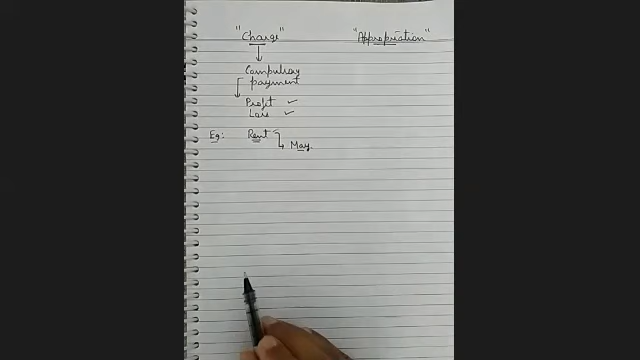 "Charge" "Appropriation"
Compulsory
payment
Profit ✓
Loss ✓
Eg: Rent
May.